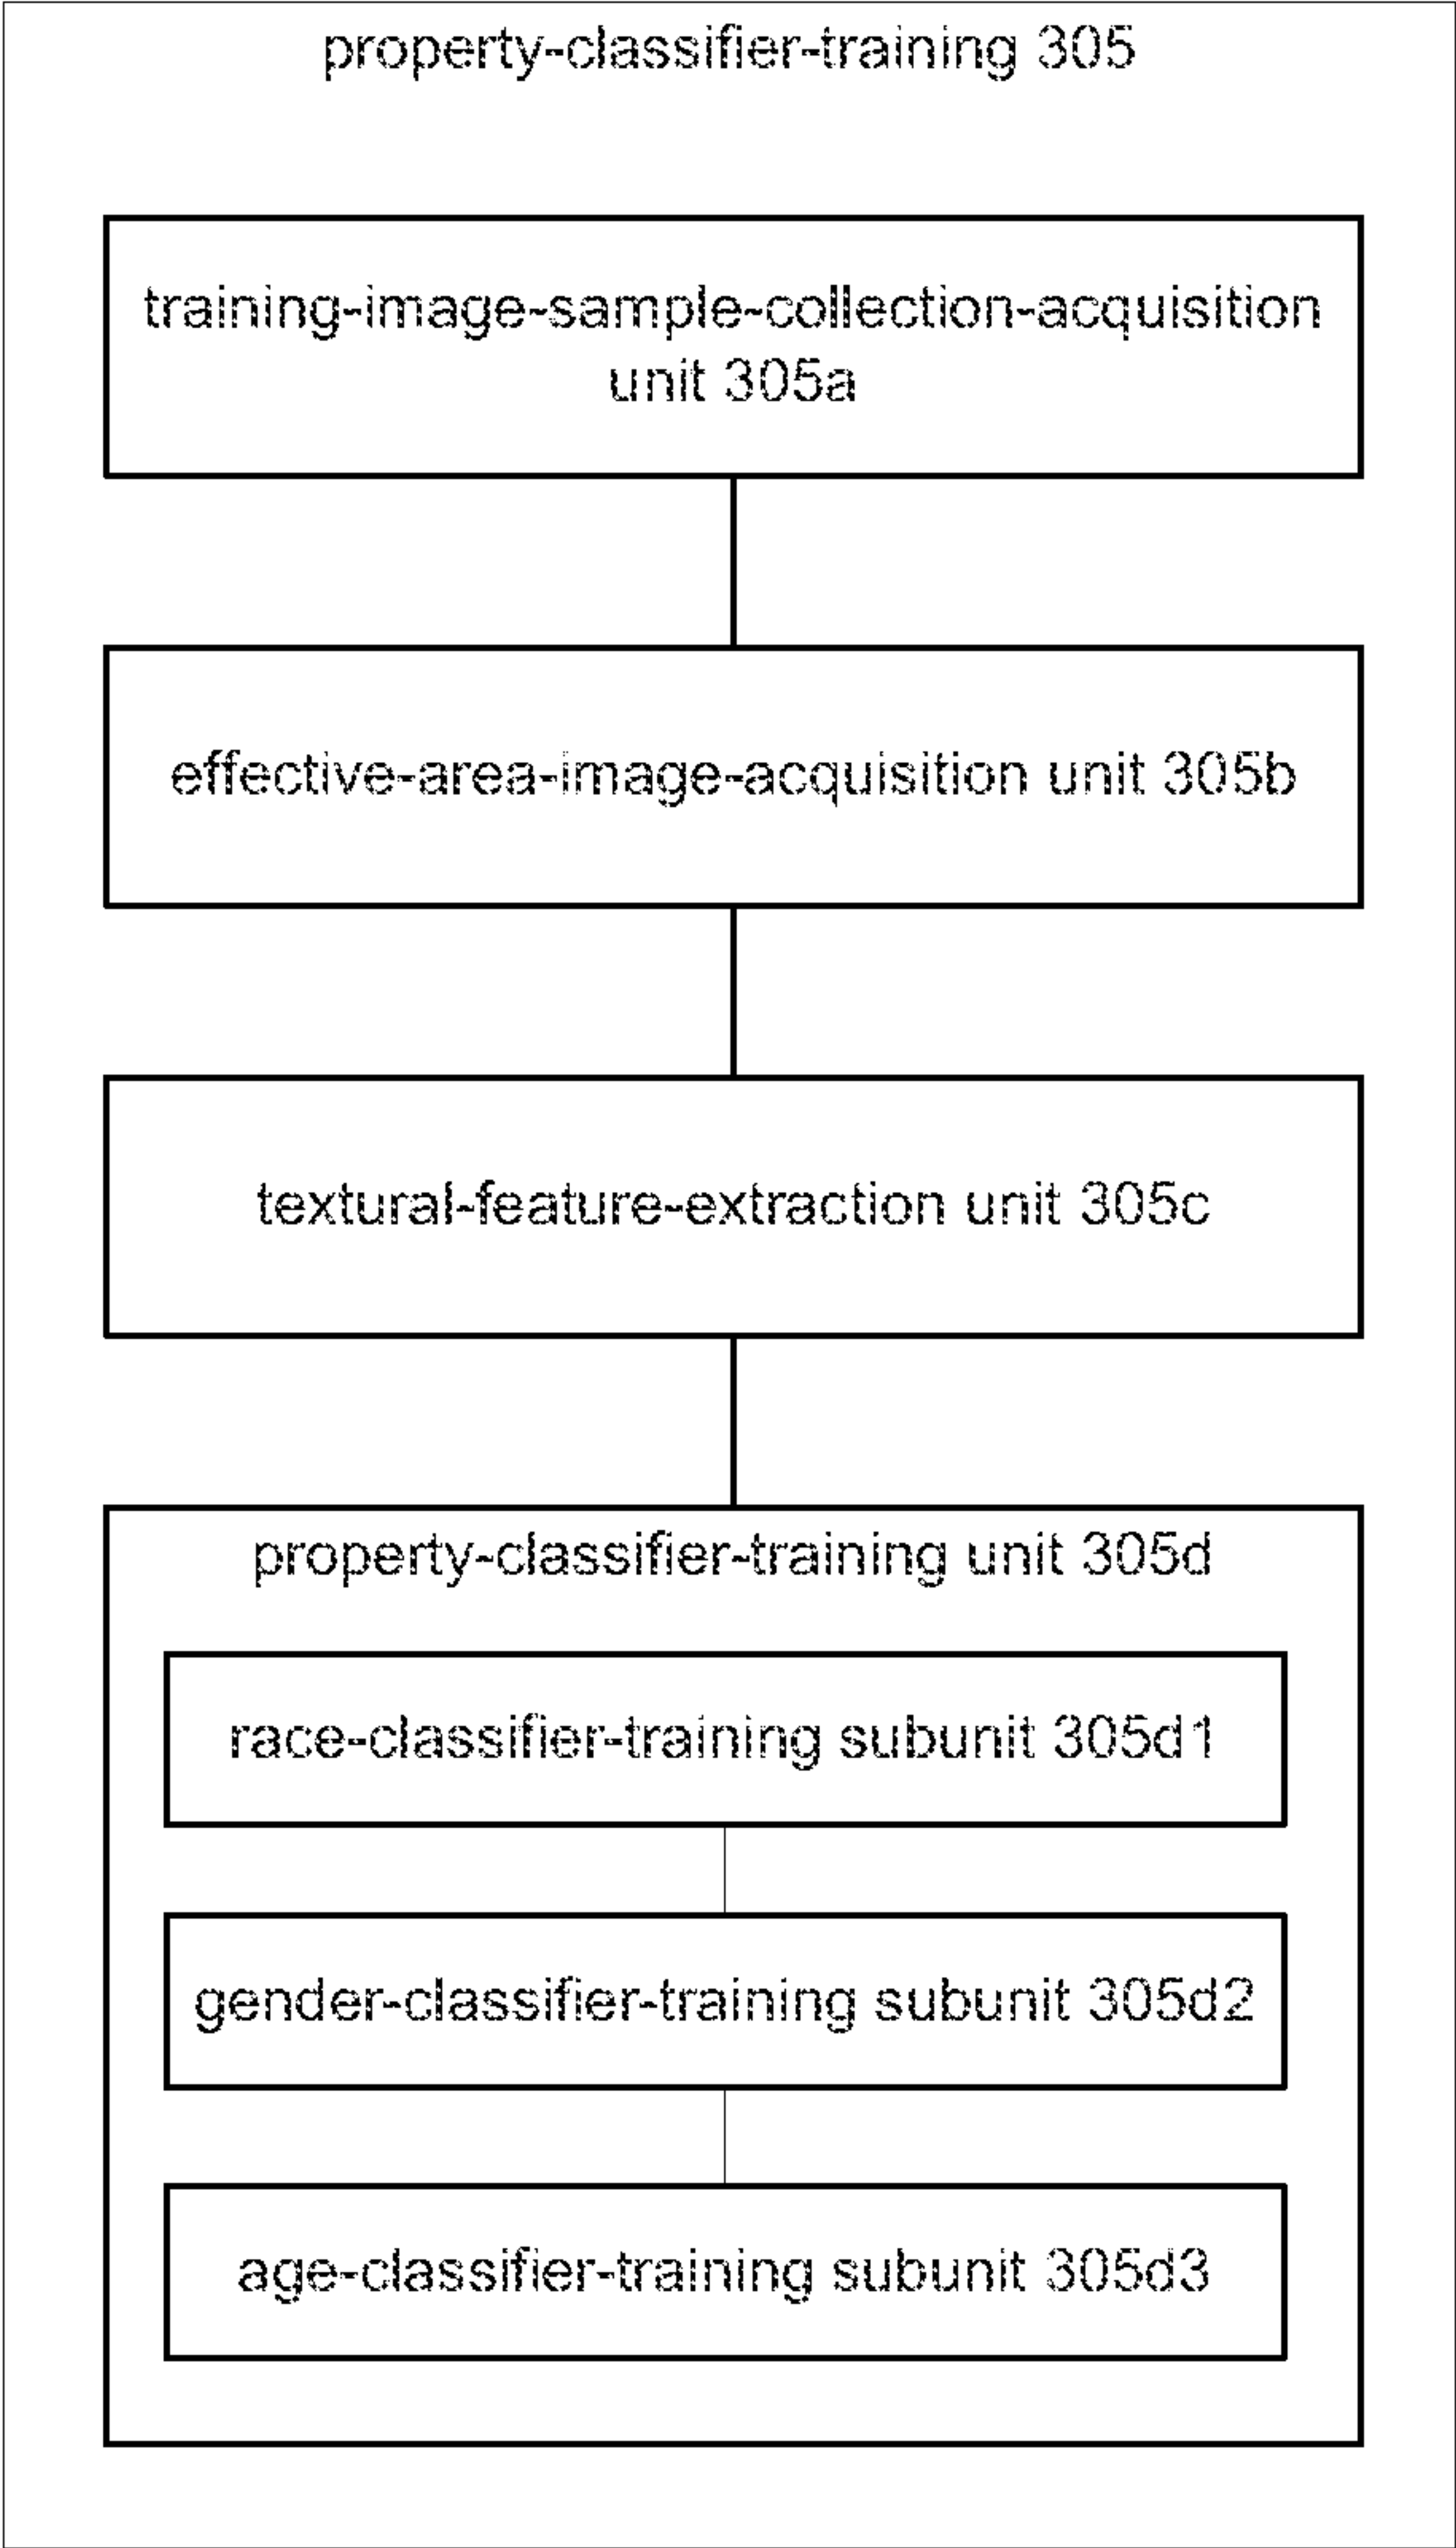 property-classifier-training 305
training-image-sample-collection-acquisition
unit 305a
effective-area-image-acquisition unit 305b
textural-feature-extraction unit 305c
property-classifier-training unit 305d
race-classifier-training subunit 305d1
gender-classifier-training subunit 305d2
age-classifier-training subunit 305d3